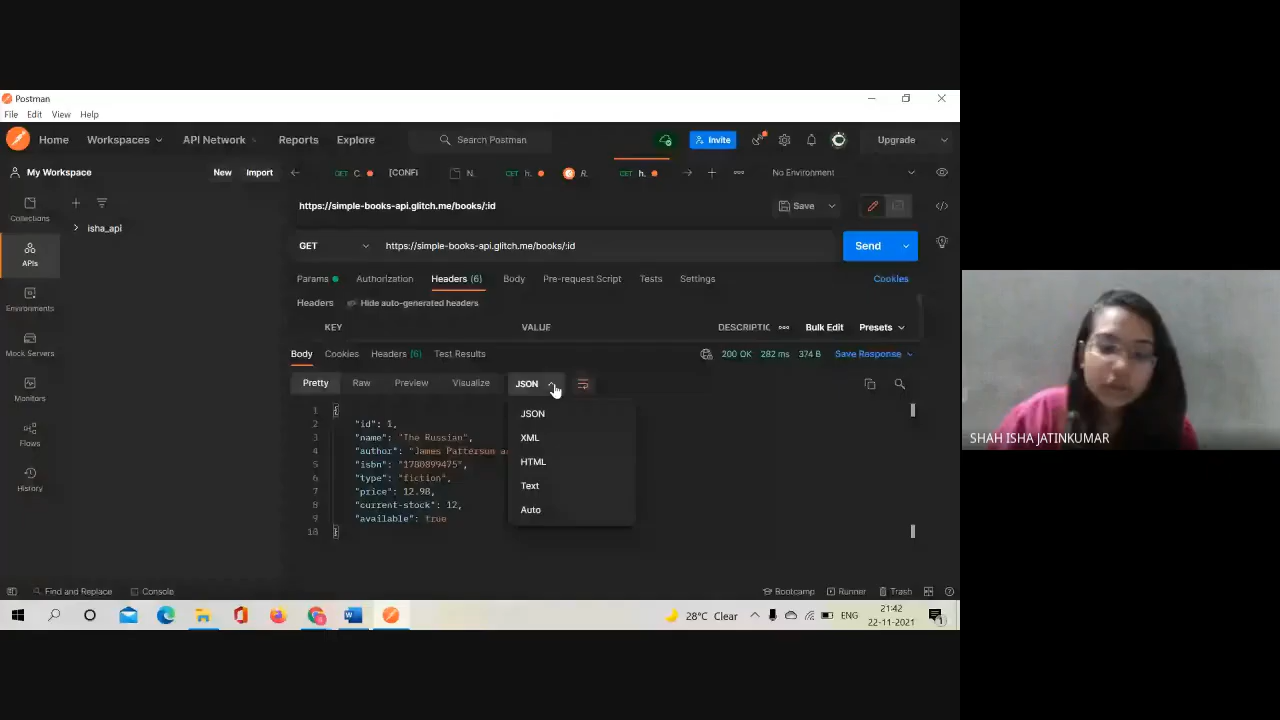 Postman
File Edit View Help
Home Workspaces API Network Reports Explore Search Postman Invite Upgrade
My Workspace New Import GET C. [CONFI N. GET h. R. GET h. No Environment
Collections
APIs
Environments
Mock Servers
Monitors
Flows
History
isha_api
https://simple-books-api.glitch.me/books/:id Save
GET https://simple-books-api.glitch.me/books/:id Send
Params Authorization Headers (6) Body Pre-request Script Tests Settings Cookies
Headers Hide auto-generated headers
KEY VALUE DESCRIPTIC Bulk Edit Presets
Body Cookies Headers (6) Test Results 200 OK 282 ms 374 B Save Response
Pretty Raw Preview Visualize JSON
1 {
2 "id": 1,
3 "name": "The Russian",
4 "author": "James Patterson a
5 "isbn": "1780899475",
6 "type": "fiction",
7 "price": 12.98,
8 "current-stock": 12,
9 "available": true
10 }
JSON
XML
HTML
Text
Auto
Find and Replace Console Bootcamp Runner Trash
28°C Clear ENG 21:42
22-11-2021
1
SHAH ISHA JATINKUMAR